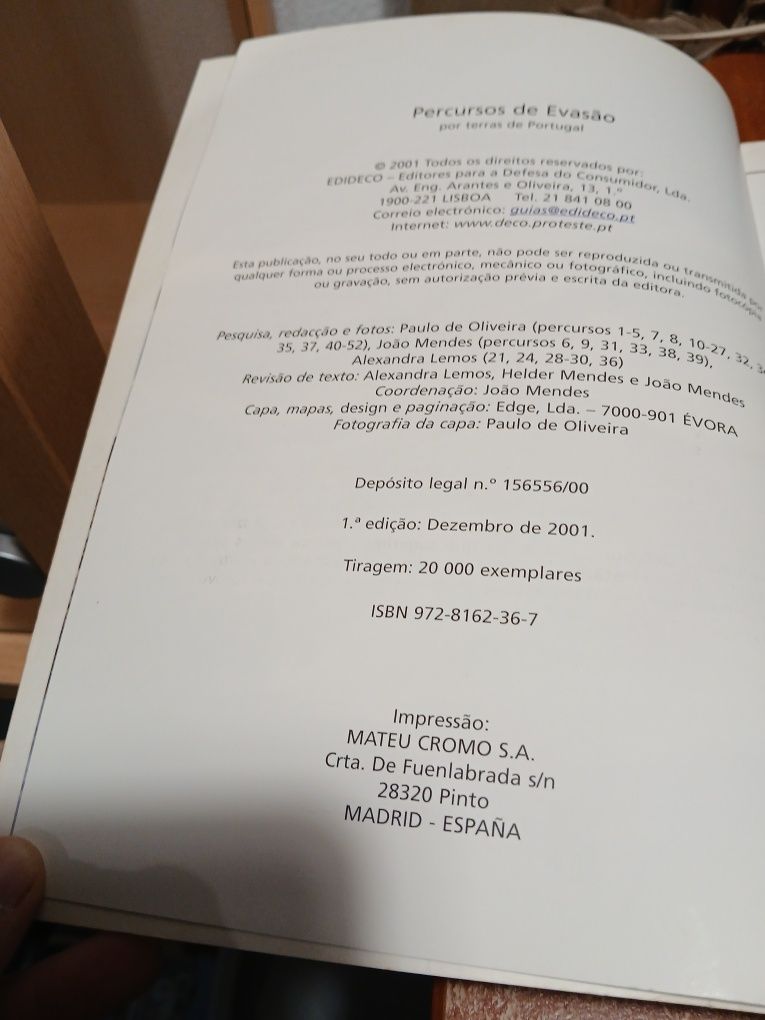 Percursos de Evasão
por terras de Portugal
© 2001 Todos os direitos reservados por:
EDIDECO – Editores para a Defesa do Consumidor, Lda.
Av. Eng. Arantes e Oliveira, 13, 1.º
1900-221 LISBOA Tel. 21 841 08 00
Correio electrónico: guias@edideco.pt
Internet: www.deco.proteste.pt
Esta publicação, no seu todo ou em parte, não pode ser reproduzida ou transmitida por
qualquer forma ou processo electrónico, mecânico ou fotográfico, incluindo fotocópia
ou gravação, sem autorização prévia e escrita da editora.
Pesquisa, redacção e fotos: Paulo de Oliveira (percursos 1-5, 7, 8, 10-27, 32,
35, 37, 40-52), João Mendes (percursos 6, 9, 31, 33, 38, 39),
Alexandra Lemos (21, 24, 28-30, 36)
Revisão de texto: Alexandra Lemos, Helder Mendes e João Mendes
Coordenação: João Mendes
Capa, mapas, design e paginação: Edge, Lda. – 7000-901 ÉVORA
Fotografia da capa: Paulo de Oliveira
Depósito legal n.º 156556/00
1.ª edição: Dezembro de 2001.
Tiragem: 20 000 exemplares
ISBN 972-8162-36-7
Impressão:
MATEU CROMO S.A.
Crta. De Fuenlabrada s/n
28320 Pinto
MADRID - ESPAÑA